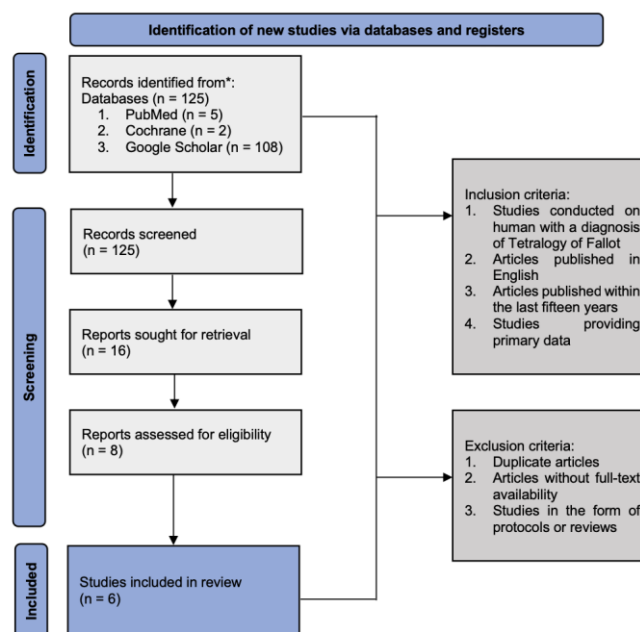 Identification of new studies via databases and registers
Identification
Records identified from*:
Databases (n = 125)
1. PubMed (n = 5)
2. Cochrane (n = 2)
3. Google Scholar (n = 108)
Screening
Records screened
(n = 125)
Reports sought for retrieval
(n = 16)
Reports assessed for eligibility
(n = 8)
Included
Studies included in review
(n = 6)
Inclusion criteria:
1. Studies conducted on
human with a diagnosis
of Tetralogy of Fallot
2. Articles published in
English
3. Articles published within
the last fifteen years
4. Studies providing
primary data
Exclusion criteria:
1. Duplicate articles
2. Articles without full-text
availability
3. Studies in the form of
protocols or reviews